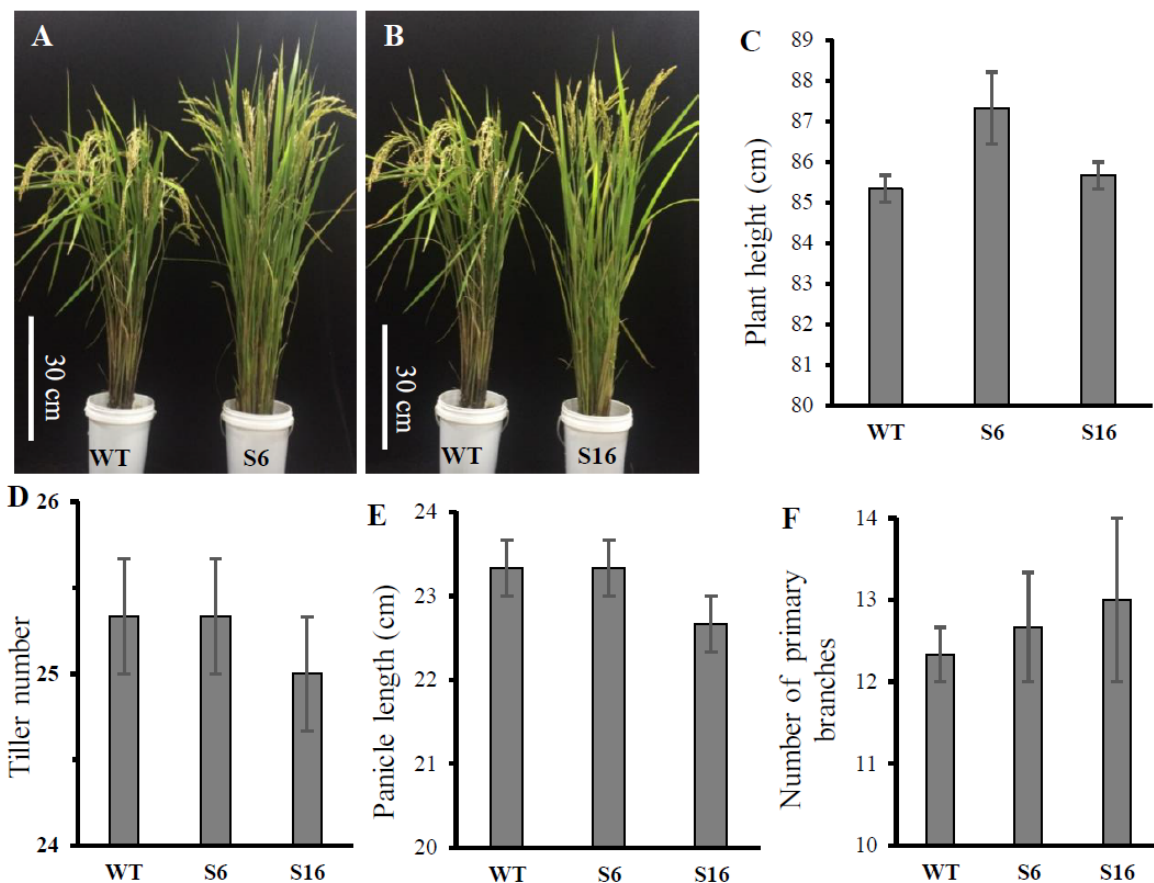 A
WT
S6
30 cm
B
WT
S16
30 cm
C
Plant height (cm)
89
88
87
86
85
84
83
82
81
80
WT
S6
S16
D
Tiller number
26
25
24
WT
S6
S16
E
Panicle length (cm)
24
23
22
21
20
WT
S6
S16
F
Number of primary
branches
14
13
12
11
10
WT
S6
S16